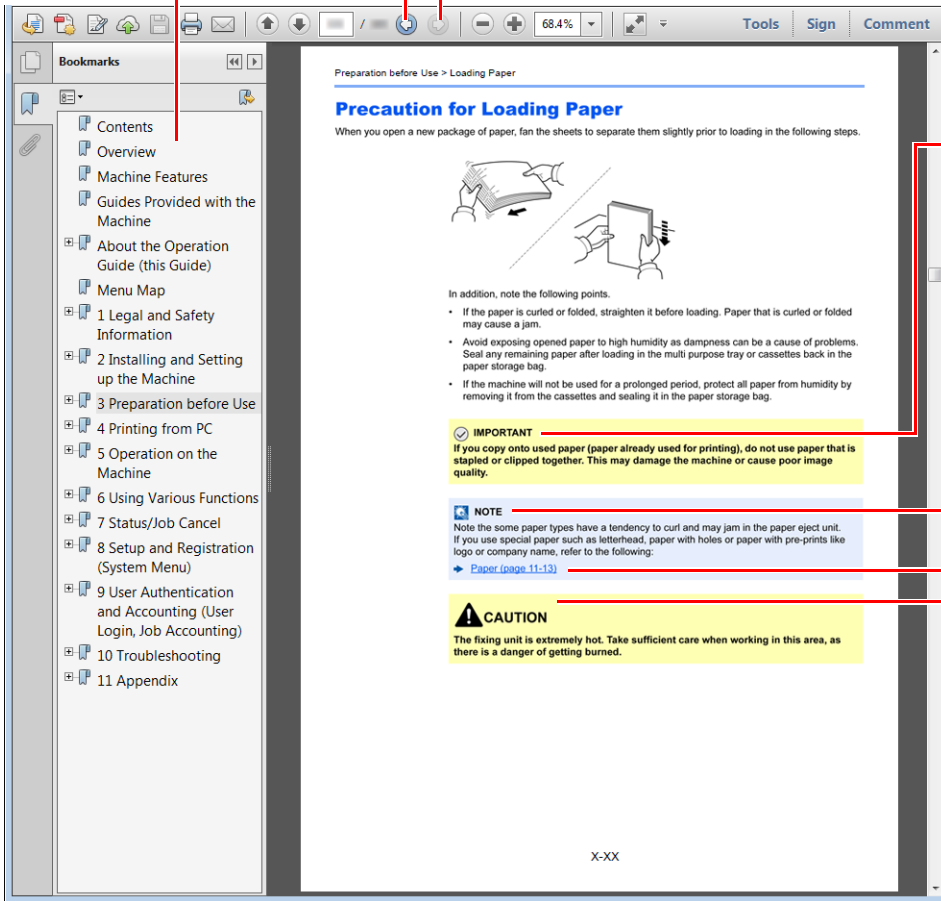 /
68.4%
Tools
Sign
Comment
Bookmarks
Contents
Overview
Machine Features
Guides Provided with the
Machine
About the Operation
Guide (this Guide)
Menu Map
1 Legal and Safety
Information
2 Installing and Setting
up the Machine
3 Preparation before Use
4 Printing from PC
5 Operation on the
Machine
6 Using Various Functions
7 Status/Job Cancel
8 Setup and Registration
(System Menu)
9 User Authentication
and Accounting (User
Login, Job Accounting)
10 Troubleshooting
11 Appendix
Preparation before Use > Loading Paper
Precaution for Loading Paper
When you open a new package of paper, fan the sheets to separate them slightly prior to loading in the following steps.
In addition, note the following points.
• If the paper is curled or folded, straighten it before loading. Paper that is curled or folded
may cause a jam.
• Avoid exposing opened paper to high humidity as dampness can be a cause of problems.
Seal any remaining paper after loading in the multi purpose tray or cassettes back in the
paper storage bag.
• If the machine will not be used for a prolonged period, protect all paper from humidity by
removing it from the cassettes and sealing it in the paper storage bag.
IMPORTANT
If you copy onto used paper (paper already used for printing), do not use paper that is
stapled or clipped together. This may damage the machine or cause poor image
quality.
NOTE
Note the some paper types have a tendency to curl and may jam in the paper eject unit.
If you use special paper such as letterhead, paper with holes or paper with pre-prints like
logo or company name, refer to the following:
Paper (page 11-13)
CAUTION
The fixing unit is extremely hot. Take sufficient care when working in this area, as
there is a danger of getting burned.
X-XX